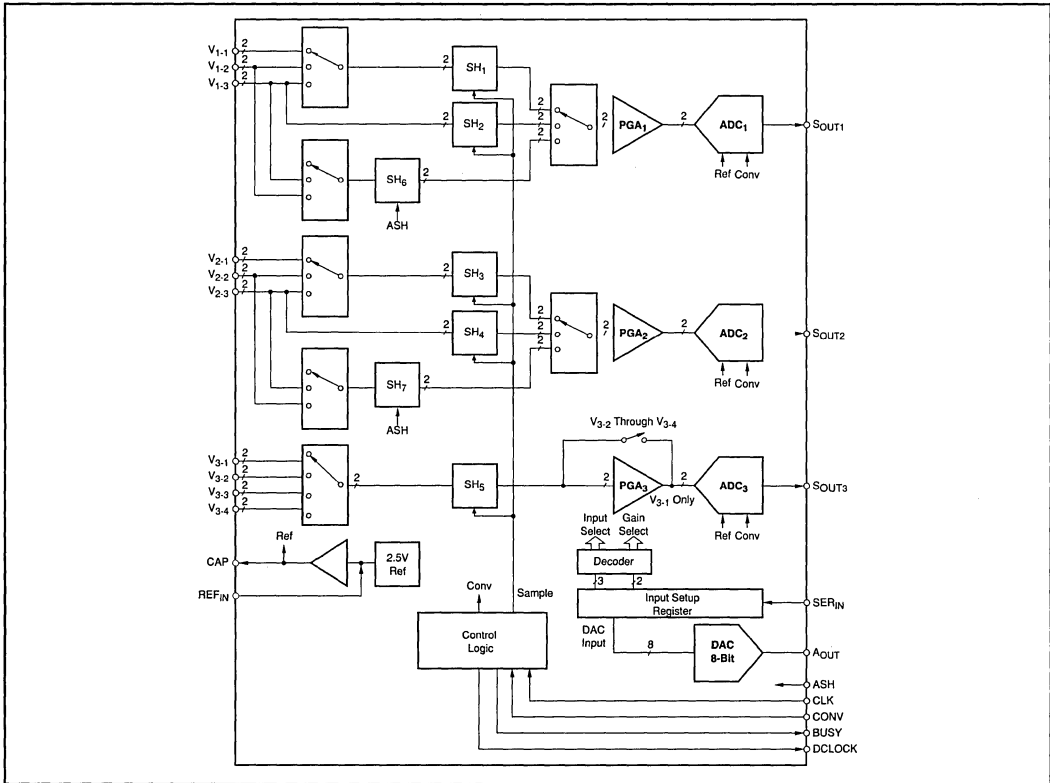 V1-1 2
V1-2 2
V1-3 2
2 SH1
2 SH2
2
2
2
2 PGA1 2 ADC1 SOUT1
Ref Conv
SH6 2
ASH
V2-1 2
V2-2 2
V2-3 2
2 SH3
2 SH4
2
2
2
2 PGA2 2 ADC2 SOUT2
Ref Conv
SH7 2
ASH
V3-2 Through V3-4
V3-1 2
V3-2 2
V3-3 2
V3-4 2
2 SH5 2 PGA3 2 ADC3 SOUT3
V3-1 Only
Ref Conv
Input Select
Gain Select
Ref
CAP
2.5V Ref
REFIN
Decoder
3 2
Conv
Sample
Input Setup Register
SERIN
Control Logic
DAC Input
8
DAC 8-Bit
AOUT
ASH
CLK
CONV
BUSY
DCLOCK